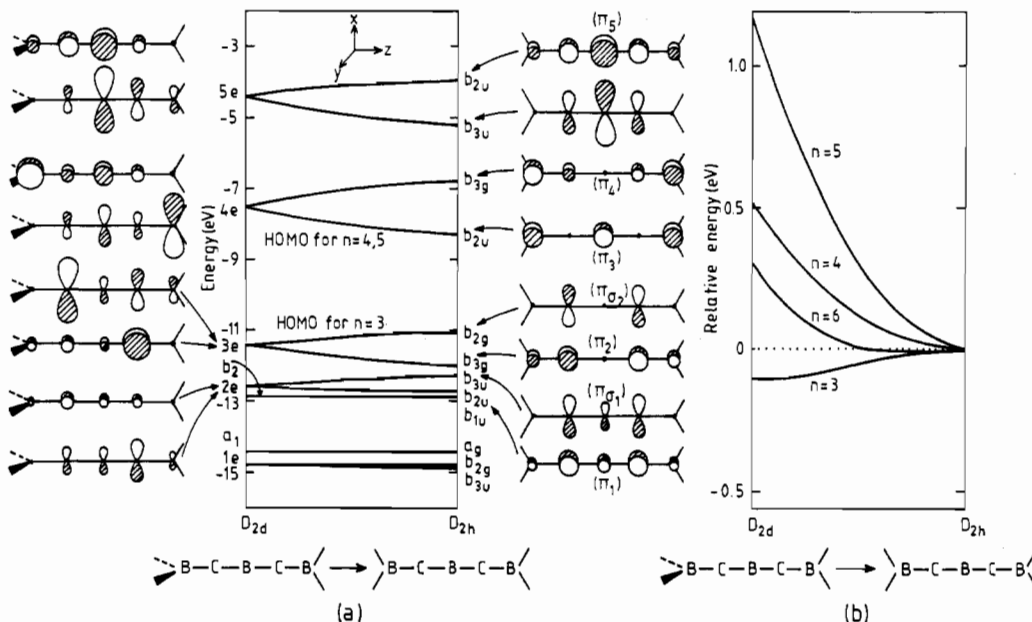 x
z
y
Energy(eV)
-3
-5
-7
-9
-11
-13
-15
5e
4e
3e
b₂
2e
a₁
1e
HOMO for n=4,5
HOMO for n=3
b₂ᵤ
b₃ᵤ
b₃g
b₂ᵤ
b₂g
b₃g
b₃ᵤ
b₂ᵤ
b₁ᵤ
ag
b₂g
b₃ᵤ
(π₅)
(π₄)
(π₃)
(πσ₂)
(π₂)
(πσ₁)
(π₁)
D₂d
D₂h
B-C-B-C-B
B-C-B-C-B
(a)
Relative energy (eV)
1.0
0.5
0
-0.5
n=5
n=4
n=6
n=3
D₂d
D₂h
B-C-B-C-B
B-C-B-C-B
(b)